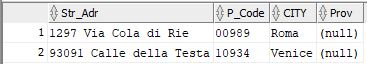 Str_Adr P_Code CITY Prov
1 1297 Via Cola di Rie 00989 Roma (null)
2 93091 Calle della Testa 10934 Venice (null)